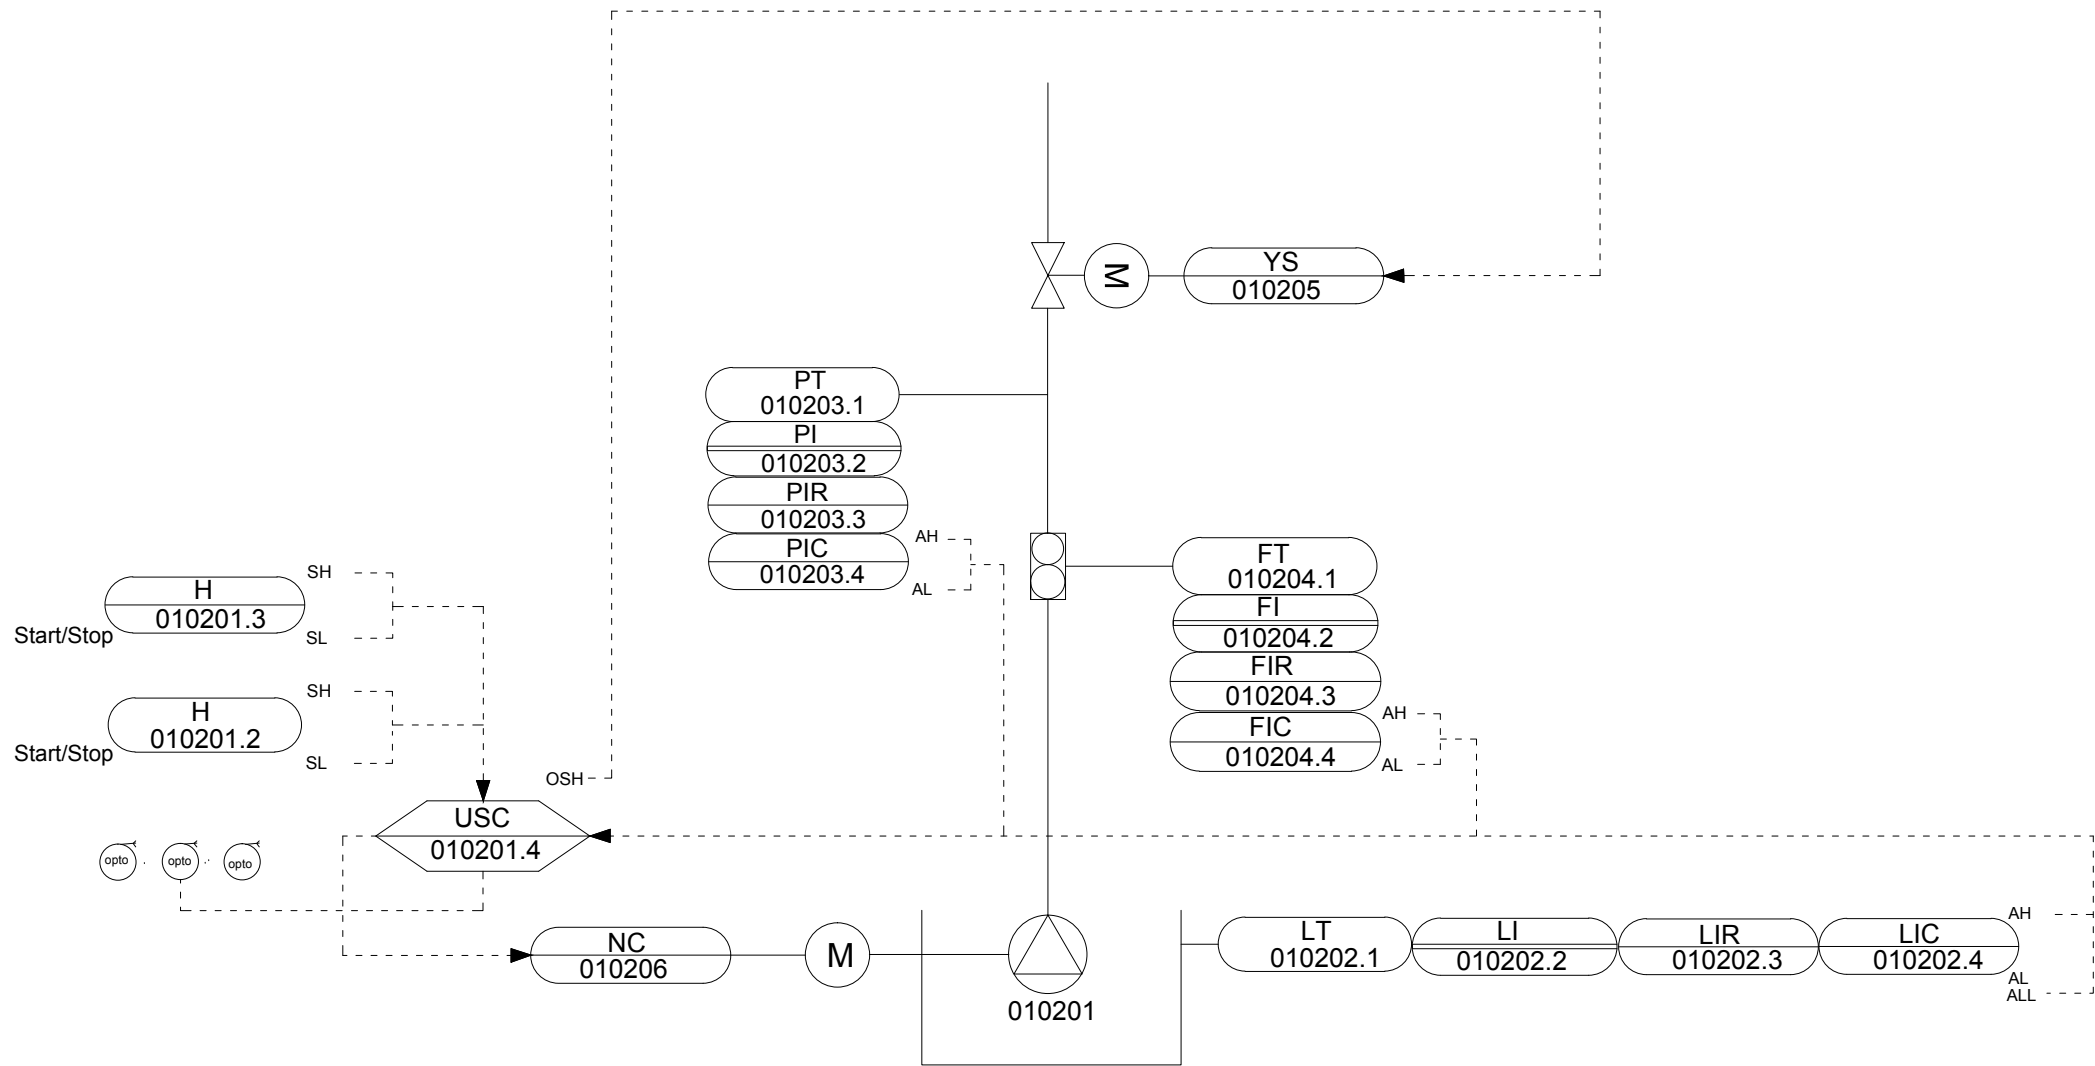 YS
010205
M
PT
010203.1
PI
010203.2
PIR
010203.3
PIC
010203.4
AH
AL
FT
010204.1
FI
010204.2
FIR
010204.3
FIC
010204.4
AH
AL
SH
H
010201.3
Start/Stop
SL
SH
H
010201.2
Start/Stop
SL
OSH
USC
010201.4
opto
opto
opto
NC
010206
M
010201
LT
010202.1
LI
010202.2
LIR
010202.3
LIC
010202.4
AH
AL
ALL